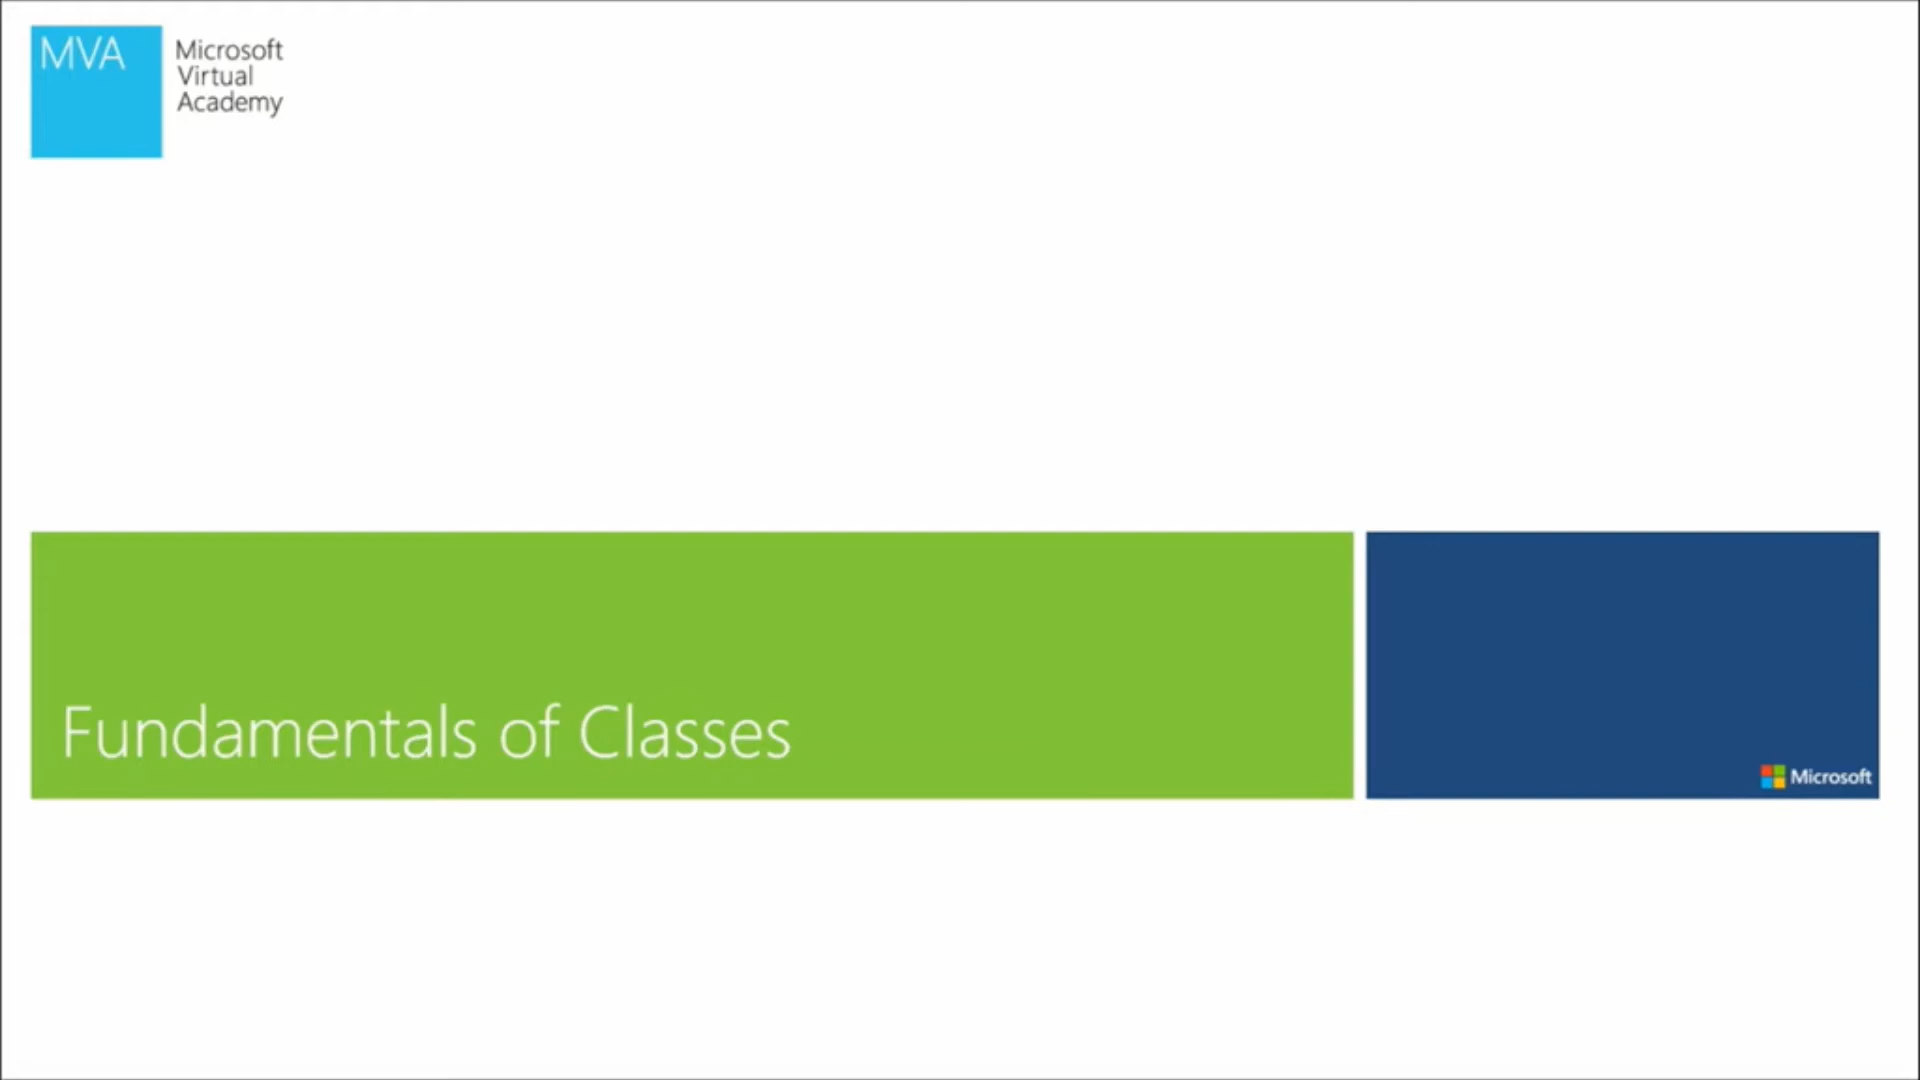 MVA
Microsoft
Virtual
Academy
Fundamentals of Classes
Microsoft